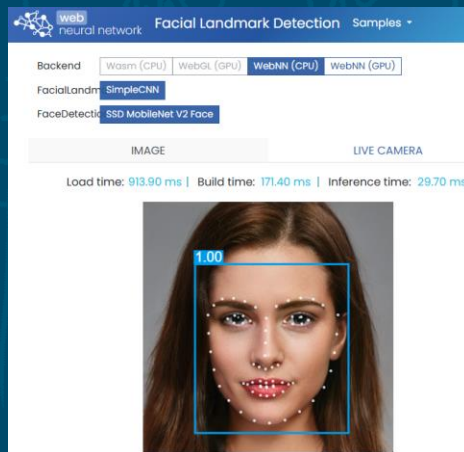 web
neural network
Facial Landmark Detection Samples
Backend Wasm (CPU) WebGL (GPU) WebNN (CPU) WebNN (GPU)
FacialLandm SimpleCNN
FaceDetectic SSD MobileNet V2 Face
IMAGE LIVE CAMERA
Load time: 913.90 ms | Build time: 171.40 ms | Inference time: 29.70 ms
1.00